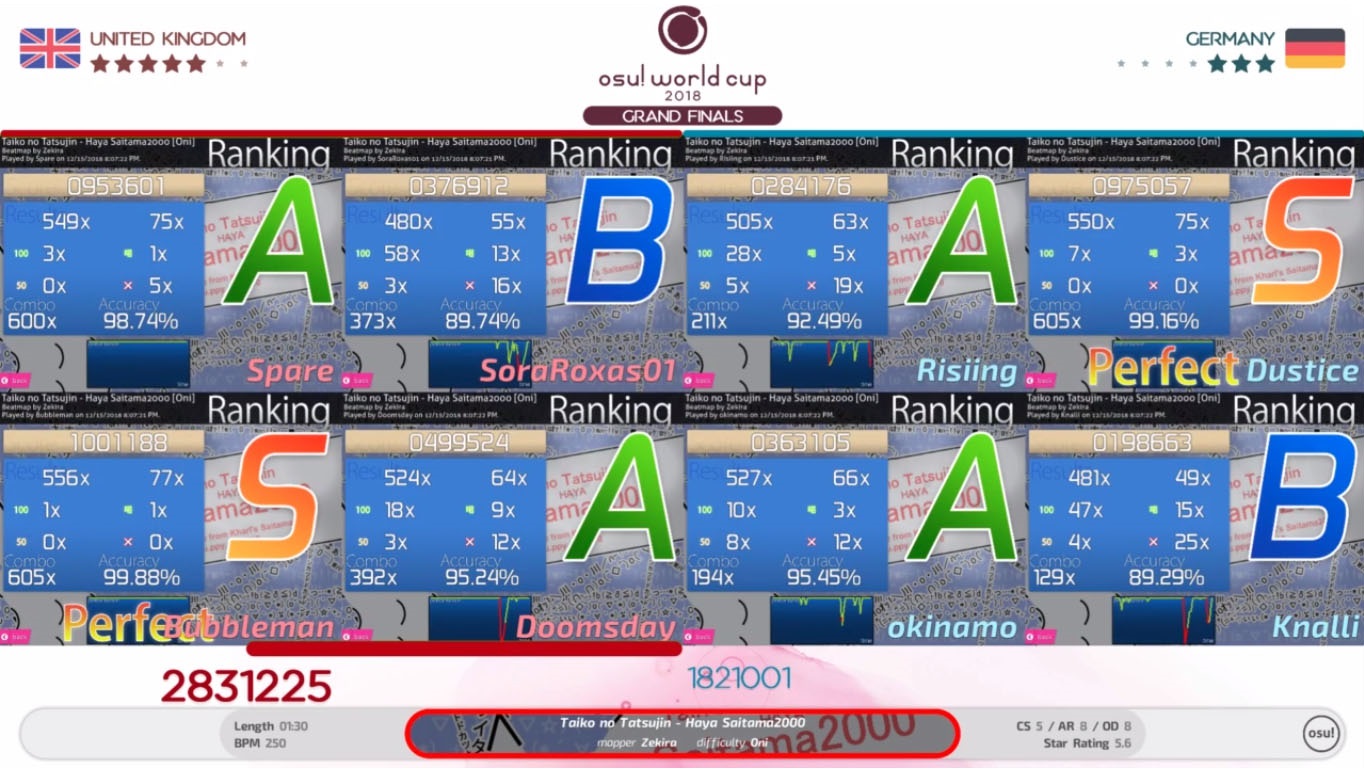 UNITED KINGDOM
osu! world cup
2018
GRAND FINALS
GERMANY
Taiko no Tatsujin - Haya Saitama2000 [Oni]
Beatmap by Zekira
Played by Spare on 12/15/2018 8:07:22 PM.
Ranking
0953601
549x 75x
100 3x 1x
50 0x 5x
Combo Accuracy
600x 98.74%
A
back
Spare
Taiko no Tatsujin - Haya Saitama2000 [Oni]
Beatmap by Zekira
Played by SoraRoxas01 on 12/15/2018 8:07:21 PM.
Ranking
0376912
480x 55x
100 58x 13x
50 3x 16x
Combo Accuracy
373x 89.74%
B
back
SoraRoxas01
Taiko no Tatsujin - Haya Saitama2000 [Oni]
Beatmap by Zekira
Played by Risiing on 12/15/2018 8:07:21 PM.
Ranking
0284176
505x 63x
100 28x 5x
50 5x 19x
Combo Accuracy
211x 92.49%
A
back
Risiing
Taiko no Tatsujin - Haya Saitama2000 [Oni]
Beatmap by Zekira
Played by Dustice on 12/15/2018 8:07:22 PM.
Ranking
0975057
550x 75x
100 7x 3x
50 0x 0x
Combo Accuracy
605x 99.16%
S
back
Perfect
Dustice
Taiko no Tatsujin - Haya Saitama2000 [Oni]
Beatmap by Zekira
Played by Bubbleman on 12/15/2018 8:07:21 PM.
Ranking
1001188
556x 77x
100 1x 1x
50 0x 0x
Combo Accuracy
605x 99.88%
S
back
Perfect
Bubbleman
Taiko no Tatsujin - Haya Saitama2000 [Oni]
Beatmap by Zekira
Played by Doomsday on 12/15/2018 8:07:22 PM.
Ranking
0499524
524x 64x
100 18x 9x
50 3x 12x
Combo Accuracy
392x 95.24%
A
back
Doomsday
Taiko no Tatsujin - Haya Saitama2000 [Oni]
Beatmap by Zekira
Played by okinamo on 12/15/2018 8:07:22 PM.
Ranking
0363105
527x 66x
100 10x 3x
50 8x 12x
Combo Accuracy
194x 95.45%
A
back
okinamo
Taiko no Tatsujin - Haya Saitama2000 [Oni]
Beatmap by Zekira
Played by Knalli on 12/15/2018 8:07:22 PM.
Ranking
0198663
481x 49x
100 47x 15x
50 4x 25x
Combo Accuracy
129x 89.29%
B
back
Knalli
2831225
1821001
Length 01:30
BPM 250
Taiko no Tatsujin - Haya Saitama2000
mapper Zekira difficulty Oni
CS 5 / AR 8 / OD 8
Star Rating 5.6
osu!